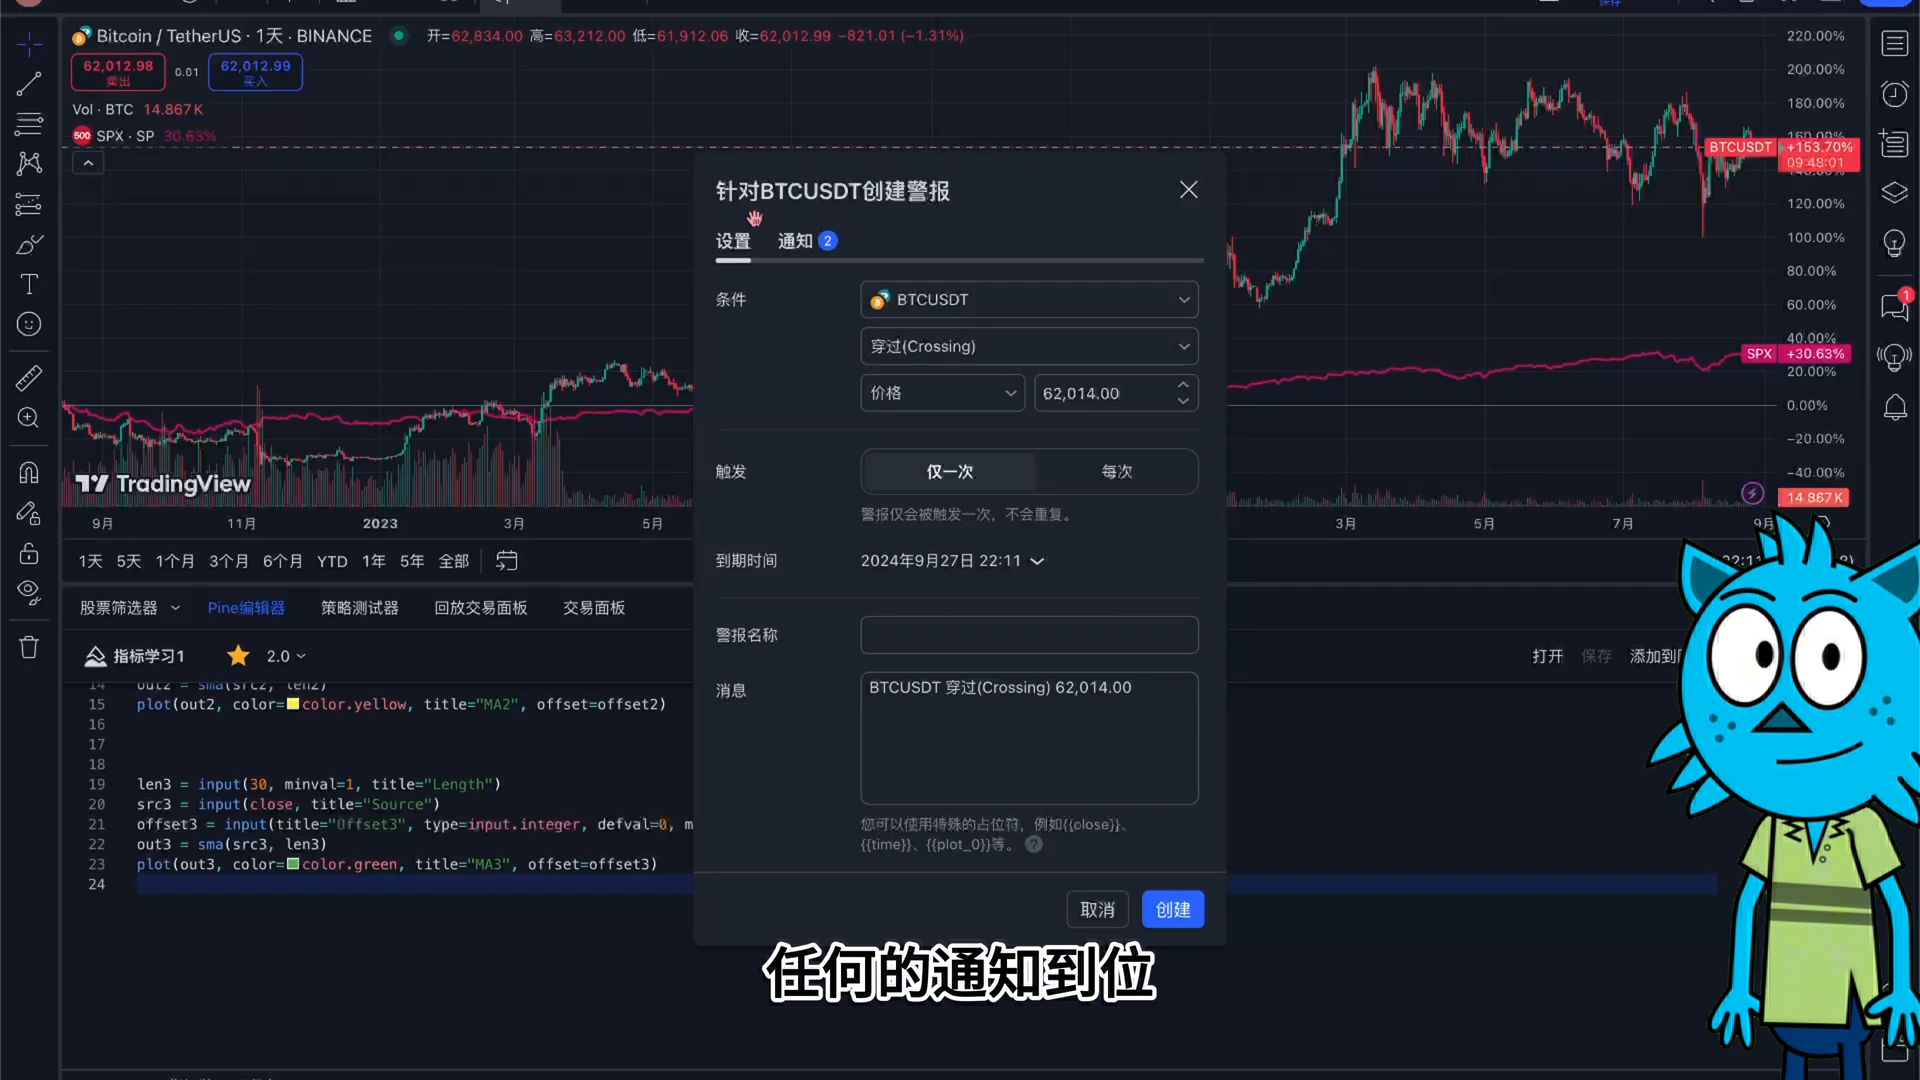 Bitcoin / TetherUS · 1天 · BINANCE
开=62,834.00 高=63,212.00 低=61,912.06 收=62,012.99 −821.01 (−1.31%)
62,012.98
卖出
0.01
62,012.99
买入
Vol · BTC 14.867K
500 SPX · SP 30.63%
220.00%
200.00%
180.00%
160.00%
BTCUSDT +153.70%
09:48:01
140.00%
120.00%
100.00%
80.00%
60.00%
40.00%
SPX +30.63%
20.00%
0.00%
−20.00%
−40.00%
14.867K
1
TradingView
9月 11月 2023 3月 5月
3月 5月 7月 9月
1天 5天 1个月 3个月 6个月 YTD 1年 5年 全部
股票筛选器 Pine编辑器 策略测试器 回放交易面板 交易面板
指标学习1 2.0
打开 保存
14 out2 = sma(src2, len2)
15 plot(out2, color=color.yellow, title="MA2", offset=offset2)
16
17
18
19 len3 = input(30, minval=1, title="Length")
20 src3 = input(close, title="Source")
21 offset3 = input(title="Offset3", type=input.integer, defval=0, m
22 out3 = sma(src3, len3)
23 plot(out3, color=color.green, title="MA3", offset=offset3)
24
针对BTCUSDT创建警报
设置 通知 2
条件 BTCUSDT
穿过(Crossing)
价格 62,014.00
触发 仅一次 每次
警报仅会被触发一次，不会重复。
到期时间 2024年9月27日 22:11
警报名称
消息 BTCUSDT 穿过(Crossing) 62,014.00
您可以使用特殊的占位符，例如{{close}}、
{{time}}、{{plot_0}}等。
取消 创建
任何的通知到位